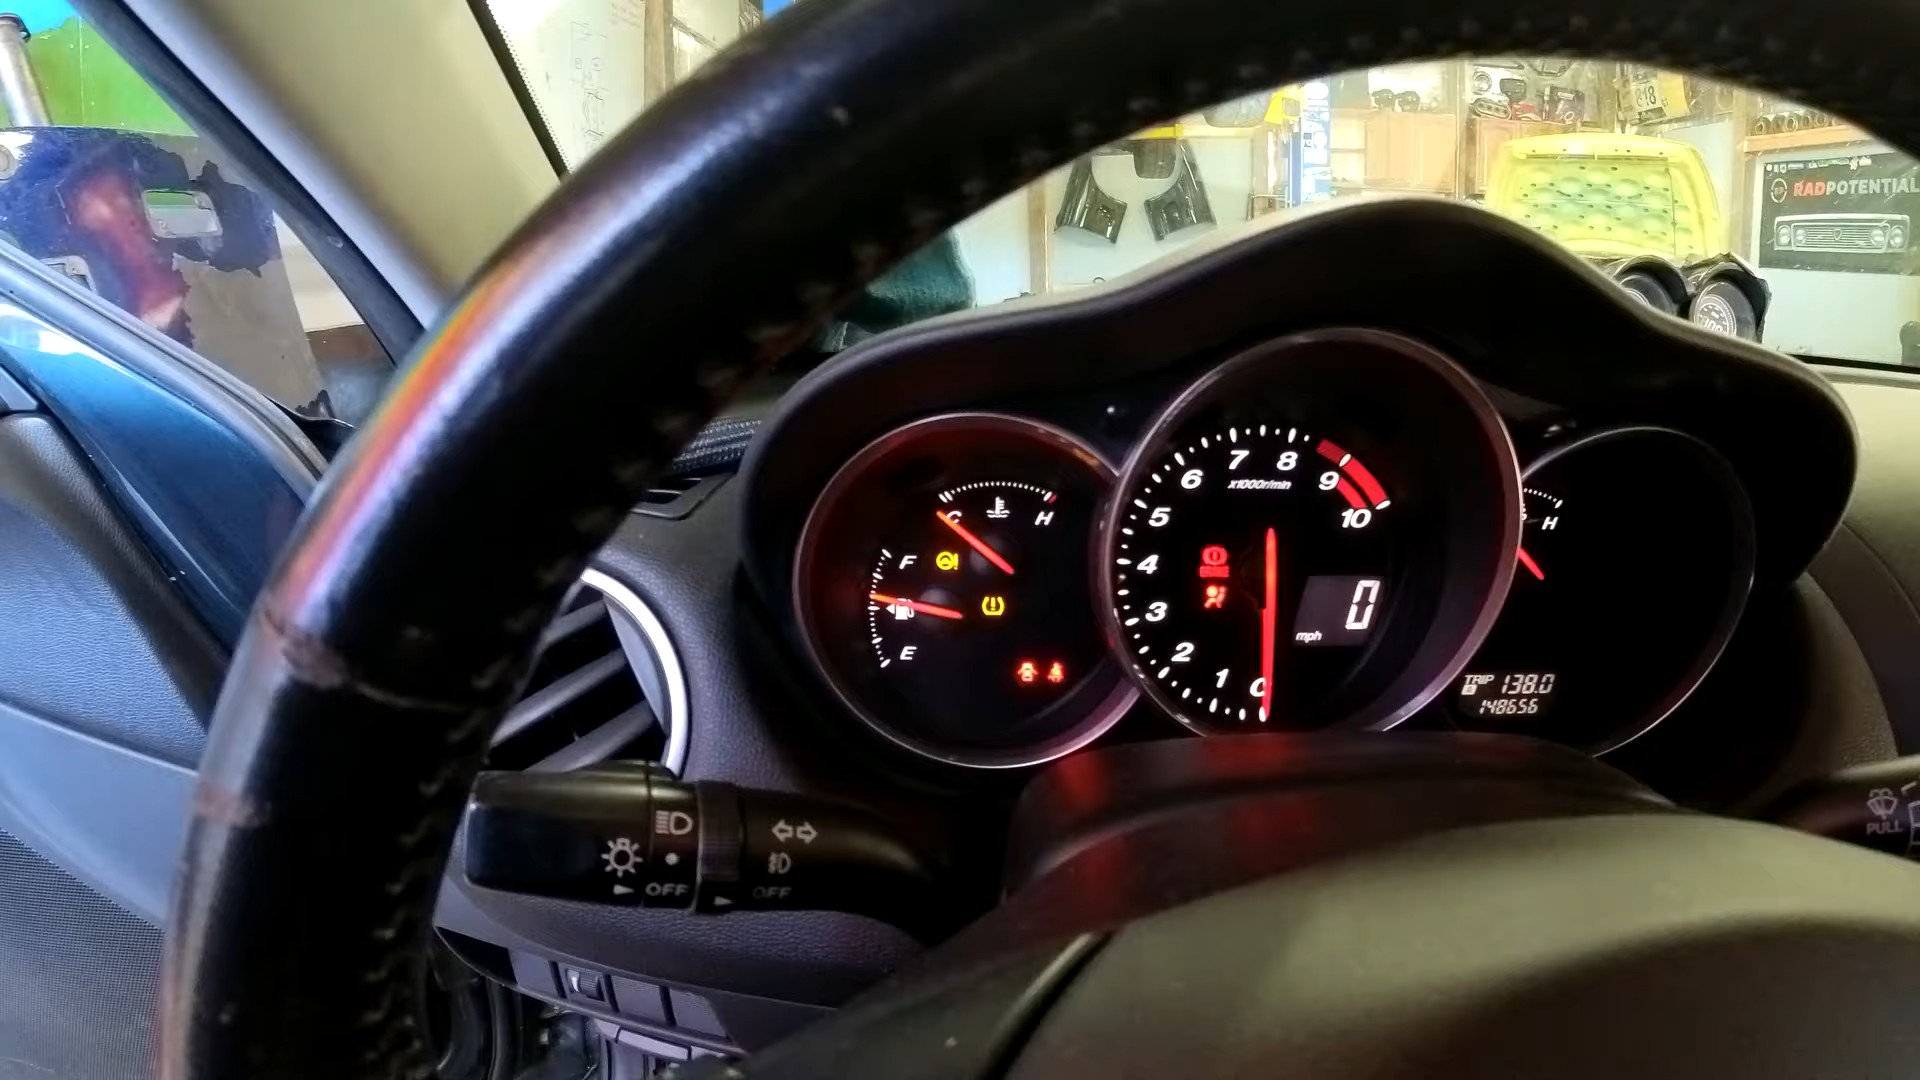 818
RADPOTENTIAL
7 8
6 x1000r/min 9
5 10
4
3
2
1
0
mph
C H
F
E
H
TRIP
A 138.0
148656
OFF
OFF
PULL